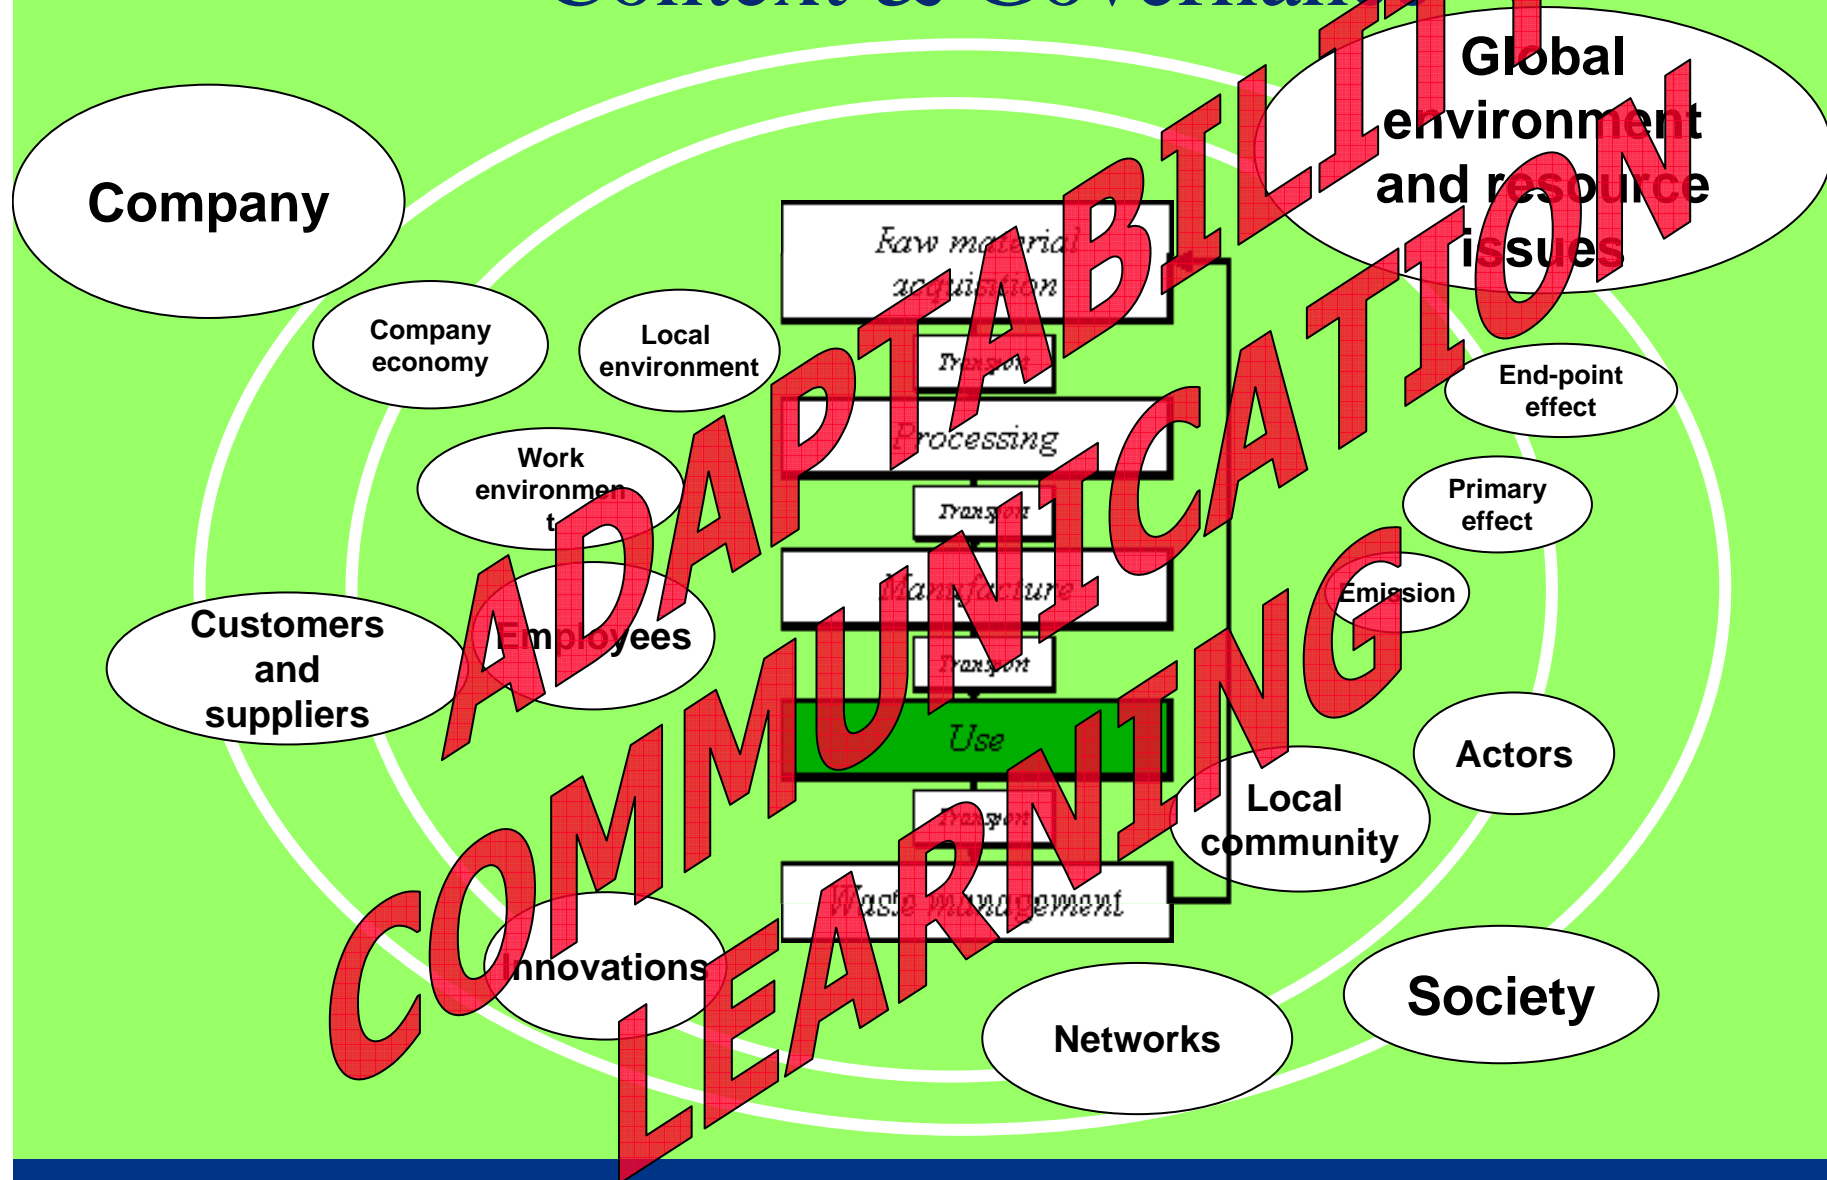 Context & Governance
Global
environment
and resource
issues
Company
Raw material
acquisition
Company
economy
Local
environment
Transport
End-point
effect
Processing
Work
environmen
t
Primary
effect
Transport
Manufacture
Emission
Customers
and
suppliers
Employees
Transport
Use
Actors
Local
community
Transport
Waste management
Innovations
Networks
Society
ADAPTABILITY
COMMUNICATION
LEARNING